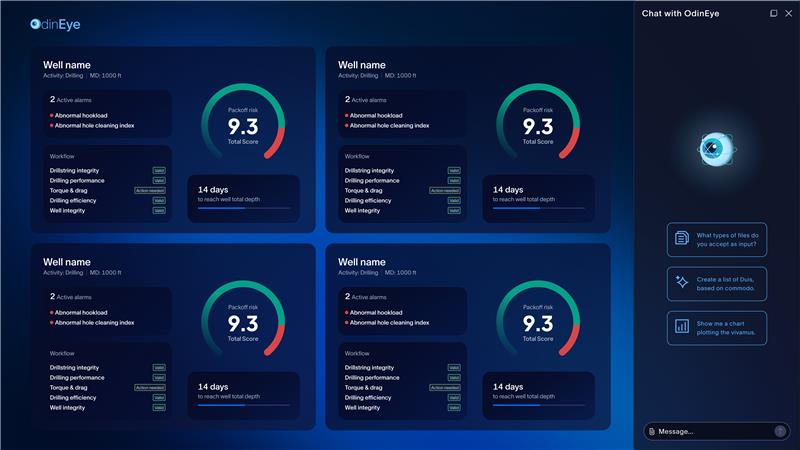 OdinEye
Well name
Activity: Drilling | MD: 1000 ft
2 Active alarms
Abnormal hookload
Abnormal hole cleaning index
Workflow
Drillstring integrity Valid
Drilling performance Valid
Torque & drag Action needed
Drilling efficiency Valid
Well integrity Valid
Packoff risk
9.3
Total Score
14 days
to reach well total depth
Well name
Activity: Drilling | MD: 1000 ft
2 Active alarms
Abnormal hookload
Abnormal hole cleaning index
Workflow
Drillstring integrity Valid
Drilling performance Valid
Torque & drag Action needed
Drilling efficiency Valid
Well integrity Valid
Packoff risk
9.3
Total Score
14 days
to reach well total depth
Well name
Activity: Drilling | MD: 1000 ft
2 Active alarms
Abnormal hookload
Abnormal hole cleaning index
Workflow
Drillstring integrity Valid
Drilling performance Valid
Torque & drag Action needed
Drilling efficiency Valid
Well integrity Valid
Packoff risk
9.3
Total Score
14 days
to reach well total depth
Well name
Activity: Drilling | MD: 1000 ft
2 Active alarms
Abnormal hookload
Abnormal hole cleaning index
Workflow
Drillstring integrity Valid
Drilling performance Valid
Torque & drag Action needed
Drilling efficiency Valid
Well integrity Valid
Packoff risk
9.3
Total Score
14 days
to reach well total depth
Chat with OdinEye
What types of files do
you accept as input?
Create a list of Duis,
based on commodo.
Show me a chart
plotting the vivamus.
Message...